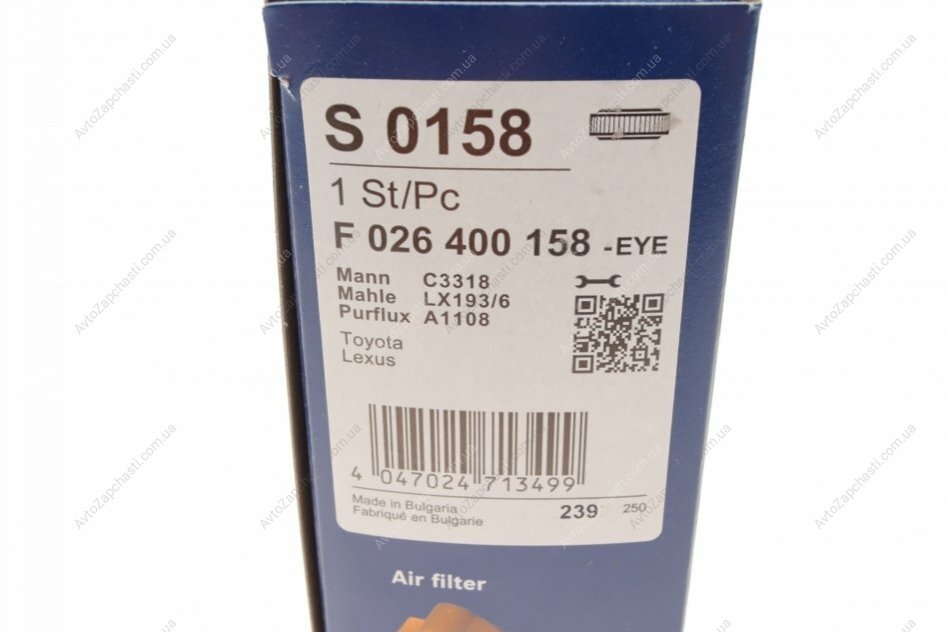 S 0158
1 St/Pc
F 026 400 158 -EYE
Mann C3318
Mahle LX193/6
Purflux A1108
Toyota
Lexus
4 047024 713499
Made in Bulgaria
Fabriqué en Bulgarie
239 250
Air filter
AvtoZapchasti.com.ua